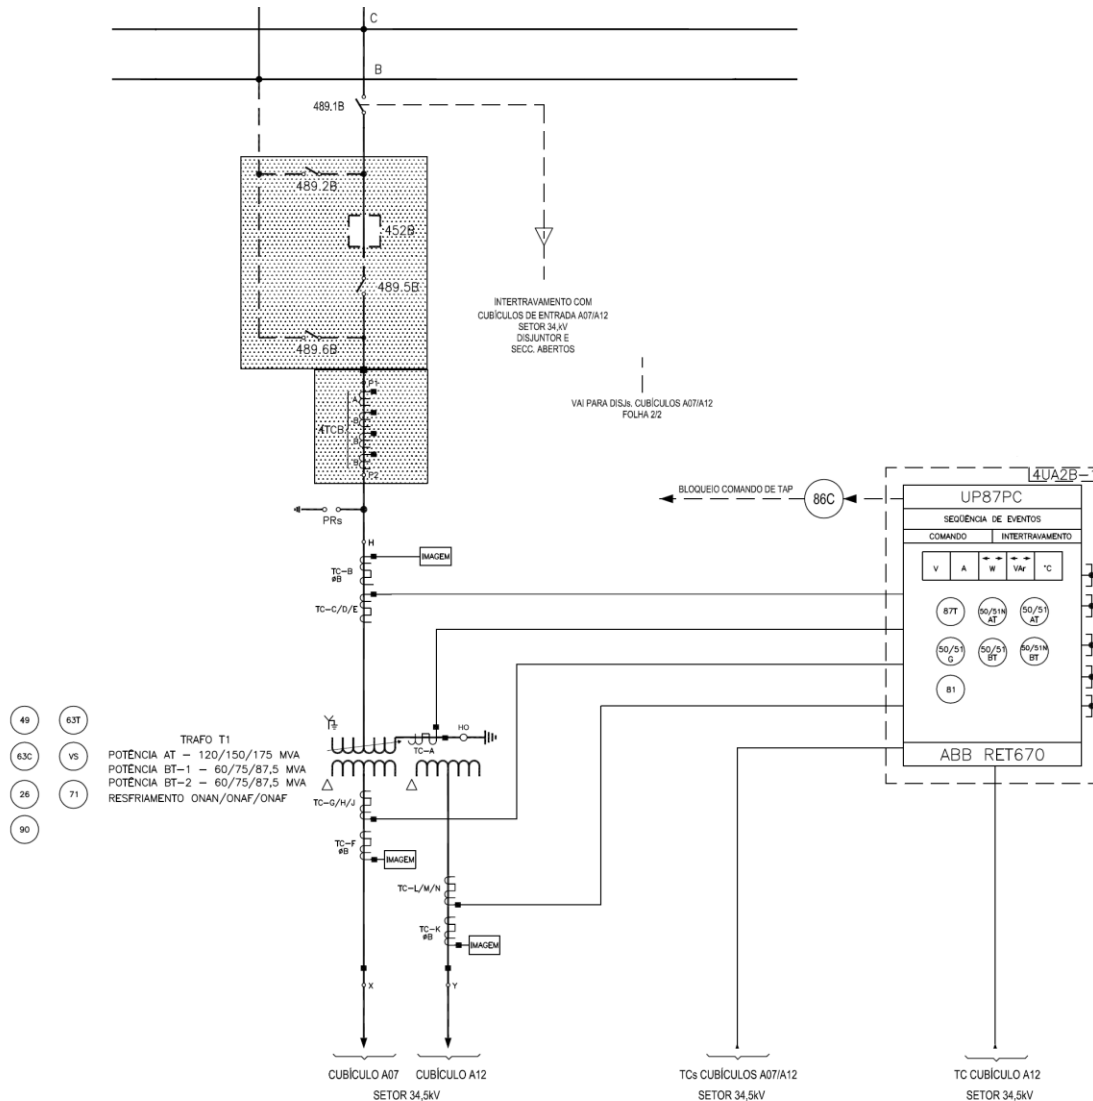 C
B
489.1B
489.2B
452B
489.5B
489.6B
INTERTRAVAMENTO COM
CUBÍCULOS DE ENTRADA A07/A12
SETOR 34,kV
DISJUNTOR E
SECC. ABERTOS
VAI PARA DISJs. CUBÍCULOS A07/A12
FOLHA 2/2
P1
A
B
4TCB
B
B
P2
PRs
H
IMAGEM
TC-B
øB
TC-C/D/E
BLOQUEIO COMANDO DE TAP
86C
4UA2B-1
UP87PC
SEQÜÊNCIA DE EVENTOS
COMANDO
INTERTRAVAMENTO
V
A
W
VAr
°C
87T
50/51N
AT
50/51
AT
50/51
G
50/51
BT
50/51N
BT
81
ABB RET670
49
63T
63C
VS
26
71
90
TRAFO T1
POTÊNCIA AT - 120/150/175 MVA
POTÊNCIA BT-1 - 60/75/87,5 MVA
POTÊNCIA BT-2 - 60/75/87,5 MVA
RESFRIAMENTO ONAN/ONAF/ONAF
HO
TC-A
TC-G/H/J
TC-F
øB
IMAGEM
TC-L/M/N
TC-K
øB
IMAGEM
X
Y
CUBÍCULO A07
CUBÍCULO A12
SETOR 34,5kV
TCs CUBÍCULOS A07/A12
SETOR 34,5kV
TC CUBÍCULO A12
SETOR 34,5kV